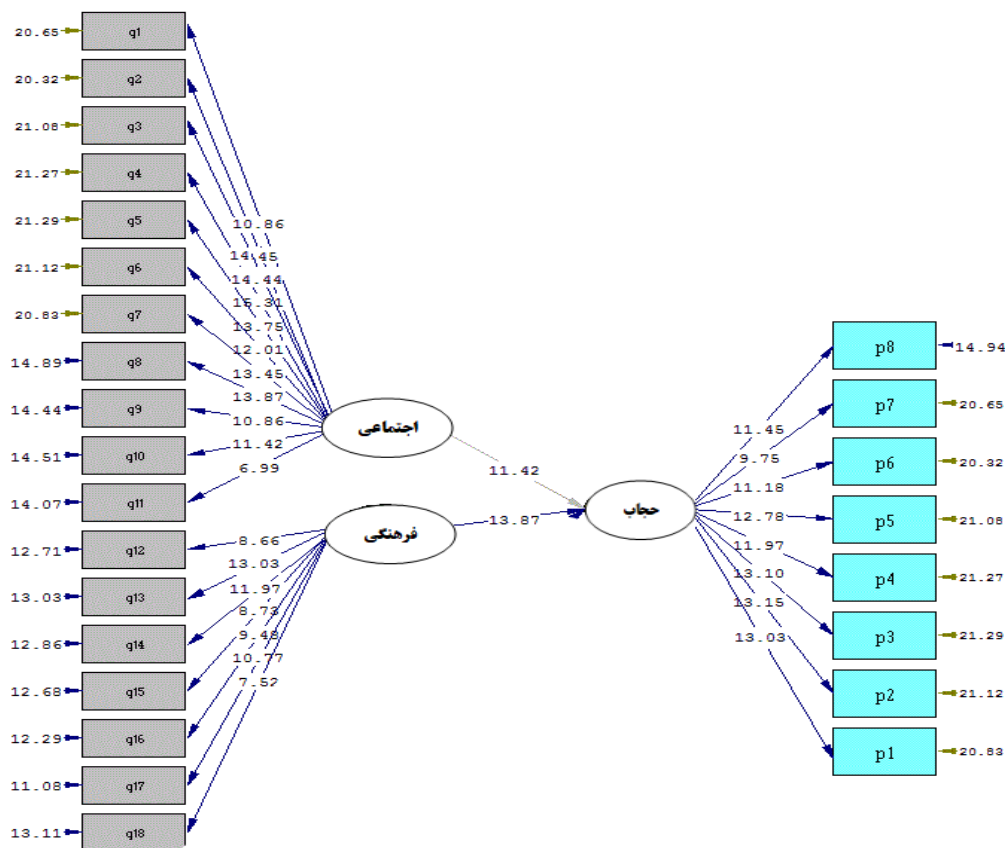 20.65 q1
20.32 q2
21.08 q3
21.27 q4
21.29 q5
21.12 q6
20.83 q7
14.89 q8
14.44 q9
14.51 q10
14.07 q11
12.71 q12
13.03 q13
12.86 q14
12.68 q15
12.29 q16
11.08 q17
13.11 q18
10.86
14.45
14.44
15.31
13.75
12.01
13.45
13.87
10.86
11.42
6.99
8.66
13.03
11.97
8.73
9.48
10.77
7.52
اجتماعی
فرهنگی
11.42
13.87
حجاب
11.45
9.75
11.18
12.78
11.97
13.10
13.15
13.03
p8 14.94
p7 20.65
p6 20.32
p5 21.08
p4 21.27
p3 21.29
p2 21.12
p1 20.83